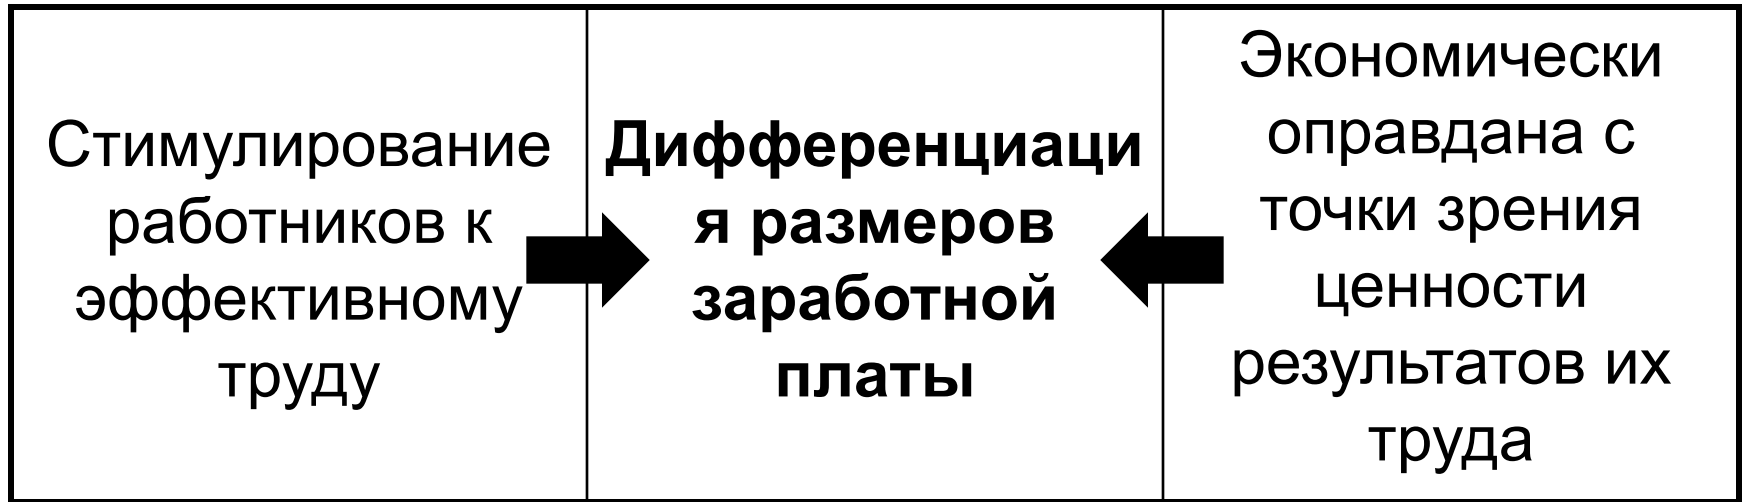 Стимулирование
работников к
эффективному
труду
Дифференциаци
я размеров
заработной
платы
Экономически
оправдана с
точки зрения
ценности
результатов их
труда